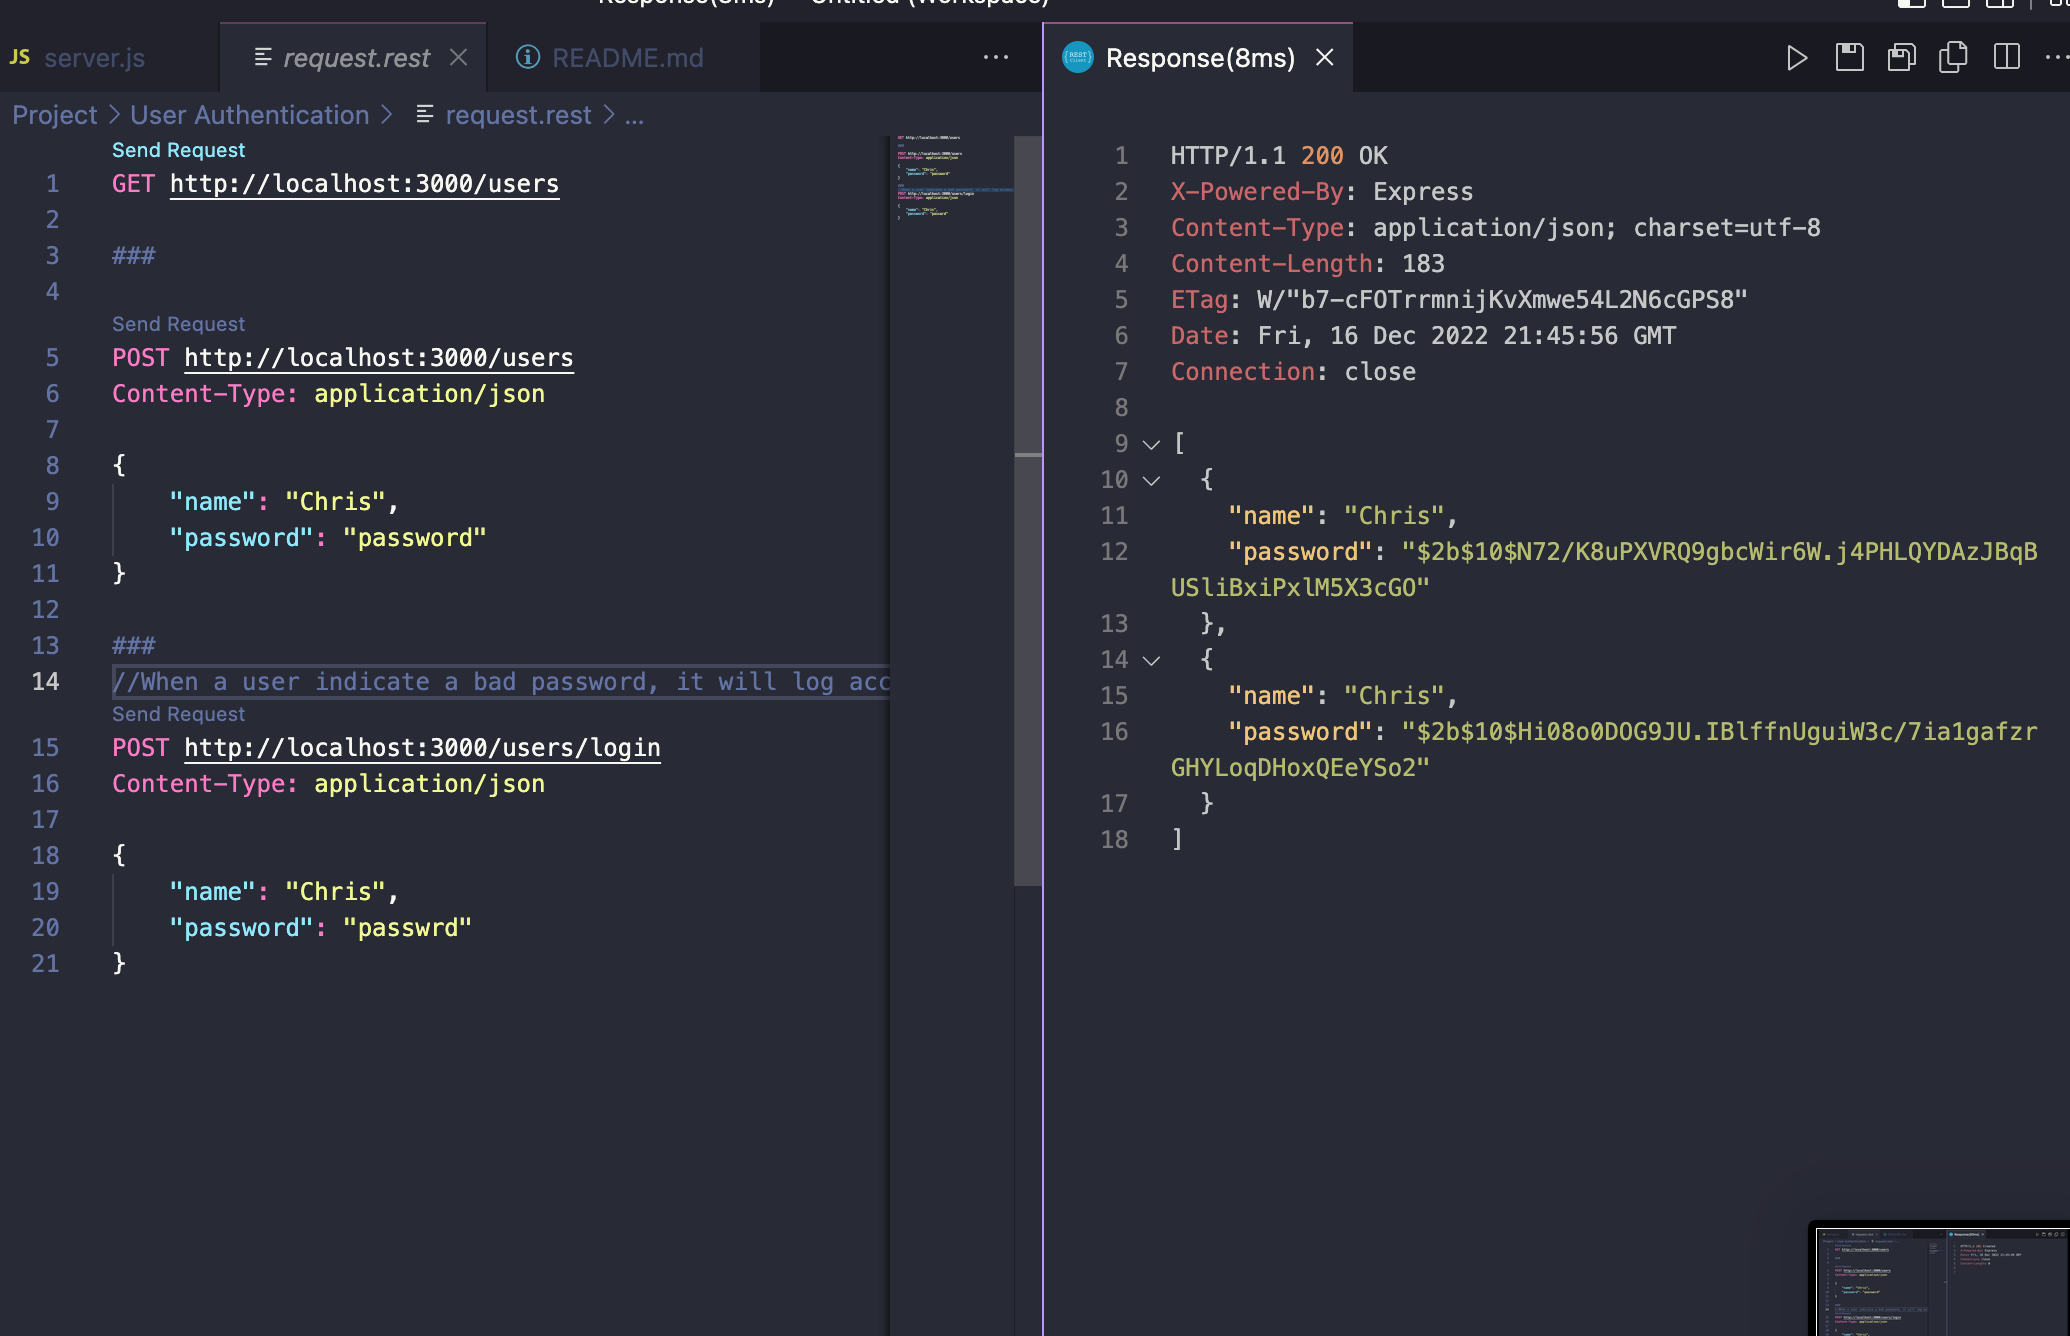 JS server.js
request.rest
README.md
Response(8ms)
Project > User Authentication > request.rest > ...
Send Request
1 GET http://localhost:3000/users
2
3 ###
4
Send Request
5 POST http://localhost:3000/users
6 Content-Type: application/json
7
8 {
9 "name": "Chris",
10 "password": "password"
11 }
12
13 ###
14 //When a user indicate a bad password, it will log acc
Send Request
15 POST http://localhost:3000/users/login
16 Content-Type: application/json
17
18 {
19 "name": "Chris",
20 "password": "passwrd"
21 }
1 HTTP/1.1 200 OK
2 X-Powered-By: Express
3 Content-Type: application/json; charset=utf-8
4 Content-Length: 183
5 ETag: W/"b7-cFOTrrmnijKvXmwe54L2N6cGPS8"
6 Date: Fri, 16 Dec 2022 21:45:56 GMT
7 Connection: close
8
9 [
10 {
11 "name": "Chris",
12 "password": "$2b$10$N72/K8uPXVRQ9gbcWir6W.j4PHLQYDAzJBqB
USliBxiPxlM5X3cGO"
13 },
14 {
15 "name": "Chris",
16 "password": "$2b$10$Hi08o0DOG9JU.IBlffnUguiW3c/7ia1gafzr
GHYLoqDHoxQEeYSo2"
17 }
18 ]